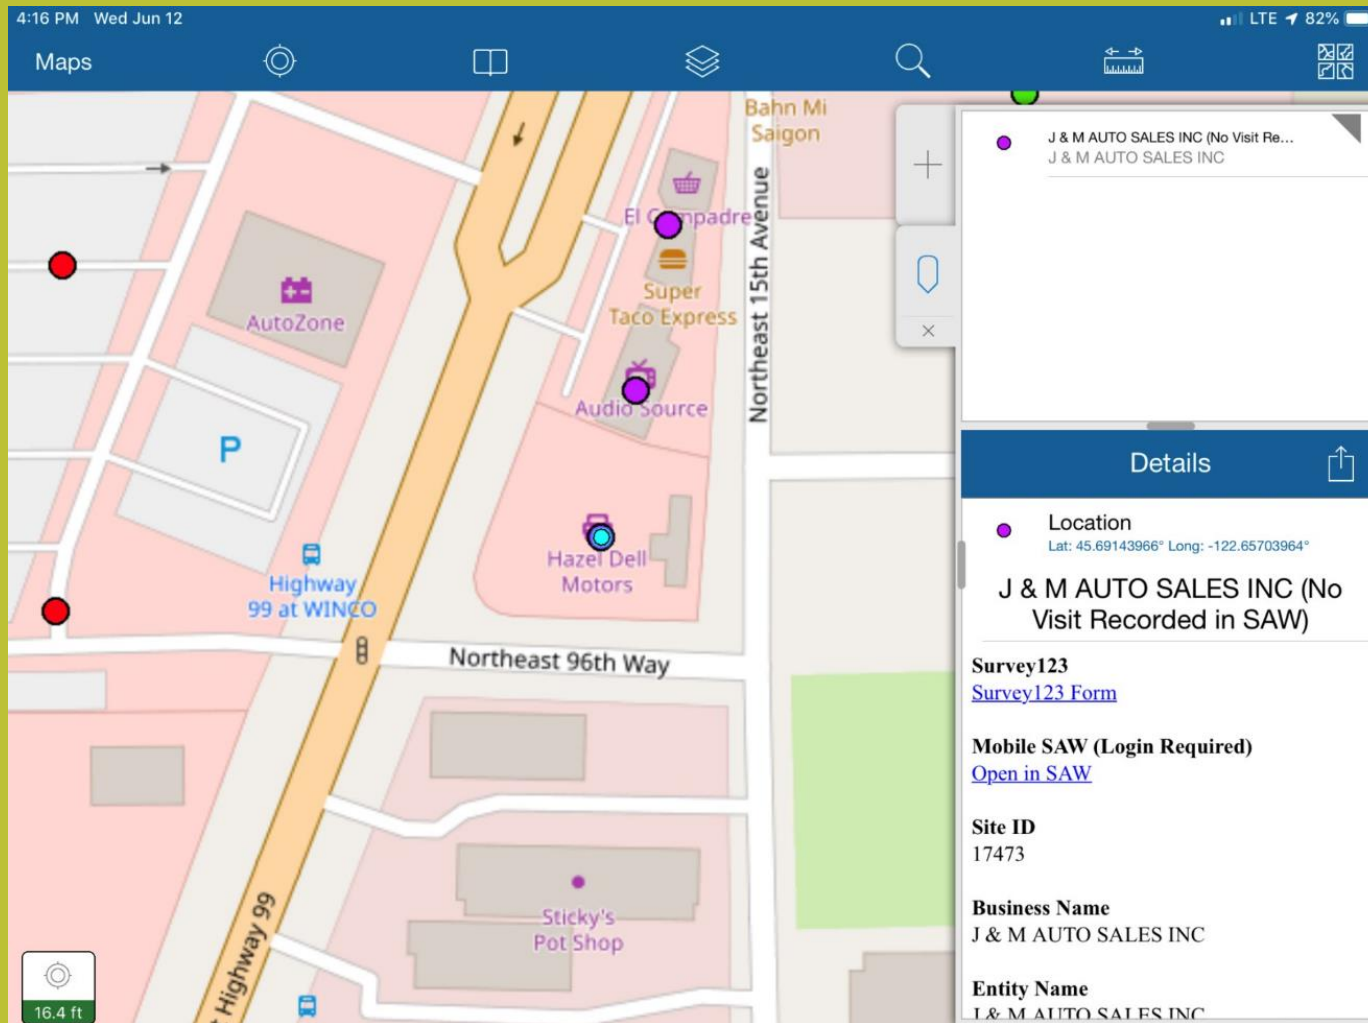 4:16 PM Wed Jun 12
LTE 82%
Maps
Bahn Mi
Saigon
El Compadre
Super
Taco Express
Audio Source
Northeast 15th Avenue
AutoZone
P
Highway
99 at WINCO
Hazel Dell
Motors
Northeast 96th Way
Sticky's
Pot Shop
Highway 99
16.4 ft
J & M AUTO SALES INC (No Visit Re...
J & M AUTO SALES INC
Details
Location
Lat: 45.69143966° Long: -122.65703964°
J & M AUTO SALES INC (No
Visit Recorded in SAW)
Survey123
Survey123 Form
Mobile SAW (Login Required)
Open in SAW
Site ID
17473
Business Name
J & M AUTO SALES INC
Entity Name
J & M AUTO SALES INC